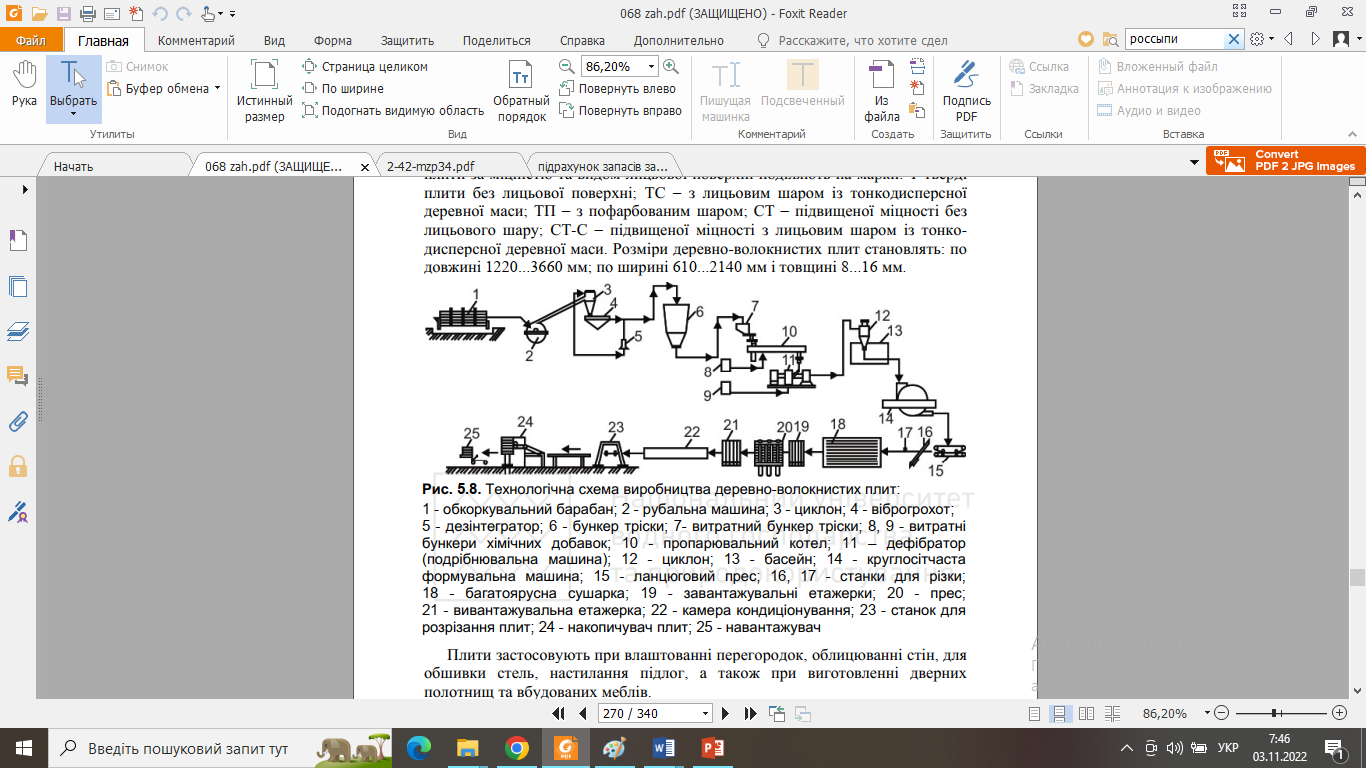 068 zah.pdf (ЗАЩИЩЕНО) - Foxit Reader
Файл Главная Комментарий Вид Форма Защитить Поделиться Справка Дополнительно Расскажите, что хотите сдел россыпи
Рука
Выбрать
Снимок
Буфер обмена
Утилиты
Истинный размер
Страница целиком
По ширине
Подогнать видимую область
Обратный порядок
86,20%
Повернуть влево
Повернуть вправо
Вид
Пишущая машинка
Подсвеченный
Комментарий
Из файла
Создать
Подпись PDF
Защитить
Ссылка
Закладка
Ссылки
Вложенный файл
Аннотация к изображению
Аудио и видео
Вставка
Начать 068 zah.pdf (ЗАЩИЩЕ... 2-42-mzp34.pdf підрахунок запасів за...
Convert
PDF 2 JPG Images
плити без лицьової поверхні; ТС – з лицьовим шаром із тонкодисперсної
деревної маси; ТП – з пофарбованим шаром; СТ – підвищеної міцності без
лицьового шару; СТ-С – підвищеної міцності з лицьовим шаром із тонко-
дисперсної деревної маси. Розміри деревно-волокнистих плит становлять: по
довжині 1220...3660 мм; по ширині 610...2140 мм і товщині 8...16 мм.
1 2 3 4 5 6 7 8 9 10 11 12 13 14
25 24 23 22 21 20 19 18 17 16 15
Рис. 5.8. Технологічна схема виробництва деревно-волокнистих плит:
1 - обкоркувальний барабан; 2 - рубальна машина; 3 - циклон; 4 - віброгрохот;
5 - дезінтегратор; 6 - бункер тріски; 7- витратний бункер тріски; 8, 9 - витратні
бункери хімічних добавок; 10 - пропарювальний котел; 11 – дефібратор
(подрібнювальна машина); 12 - циклон; 13 - басейн; 14 - круглосітчаста
формувальна машина; 15 - ланцюговий прес; 16, 17 - станки для різки;
18 - багатоярусна сушарка; 19 - завантажувальні етажерки; 20 - прес;
21 - вивантажувальна етажерка; 22 - камера кондиціонування; 23 - станок для
розрізання плит; 24 - накопичувач плит; 25 - навантажувач
Плити застосовують при влаштованні перегородок, облицюванні стін, для
обшивки стель, настилання підлог, а також при виготовленні дверних
полотнищ та вбудованих меблів.
270 / 340
86,20%
Введіть пошуковий запит тут
УКР
7:46
03.11.2022
1